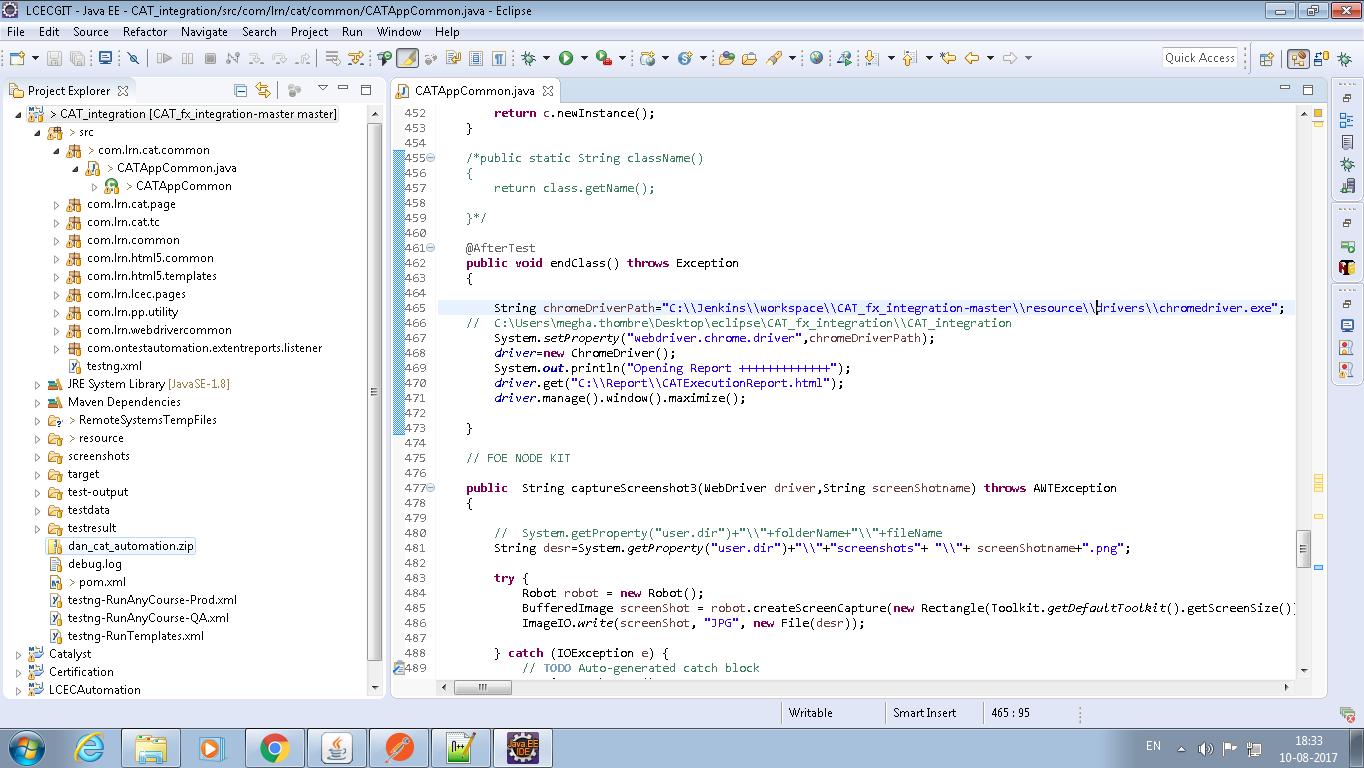 LCECGIT - Java EE - CAT_integration/src/com/lrn/cat/common/CATAppCommon.java - Eclipse
File Edit Source Refactor Navigate Search Project Run Window Help
Quick Access
Project Explorer
> CAT_integration [CAT_fx_integration-master master]
> src
> com.lrn.cat.common
> CATAppCommon.java
> CATAppCommon
com.lrn.cat.page
com.lrn.cat.tc
com.lrn.common
com.lrn.html5.common
com.lrn.html5.templates
com.lrn.lcec.pages
com.lrn.pp.utility
com.lrn.webdrivercommon
com.ontestautomation.extentreports.listener
testng.xml
JRE System Library [JavaSE-1.8]
Maven Dependencies
> RemoteSystemsTempFiles
> resource
screenshots
target
test-output
testdata
testresult
dan_cat_automation.zip
debug.log
> pom.xml
testng-RunAnyCourse-Prod.xml
testng-RunAnyCourse-QA.xml
testng-RunTemplates.xml
Catalyst
Certification
LCECAutomation
CATAppCommon.java
452 return c.newInstance();
453 }
454
455 /*public static String className()
456 {
457 return class.getName();
458
459 }*/
460
461 @AfterTest
462 public void endClass() throws Exception
463 {
464
465 String chromeDriverPath="C:\\Jenkins\\workspace\\CAT_fx_integration-master\\resource\\drivers\\chromedriver.exe";
466 // C:\Users\megha.thombre\Desktop\eclipse\CAT_fx_integration\\CAT_integration
467 System.setProperty("webdriver.chrome.driver",chromeDriverPath);
468 driver=new ChromeDriver();
469 System.out.println("Opening Report +++++++++++++");
470 driver.get("C:\\Report\\CATExecutionReport.html");
471 driver.manage().window().maximize();
472
473 }
474
475 // FOE NODE KIT
476
477 public String captureScreenshot3(WebDriver driver,String screenShotname) throws AWTException
478 {
479
480 // System.getProperty("user.dir")+"\\"+folderName+"\\"+fileName
481 String desr=System.getProperty("user.dir")+"\\"+"screenshots"+ "\\"+ screenShotname+".png";
482
483 try {
484 Robot robot = new Robot();
485 BufferedImage screenShot = robot.createScreenCapture(new Rectangle(Toolkit.getDefaultToolkit().getScreenSize())
486 ImageIO.write(screenShot, "JPG", new File(desr));
487
488 } catch (IOException e) {
489 // TODO Auto-generated catch block
Writable Smart Insert 465 : 95
Java EE
IDE
EN
18:33
10-08-2017